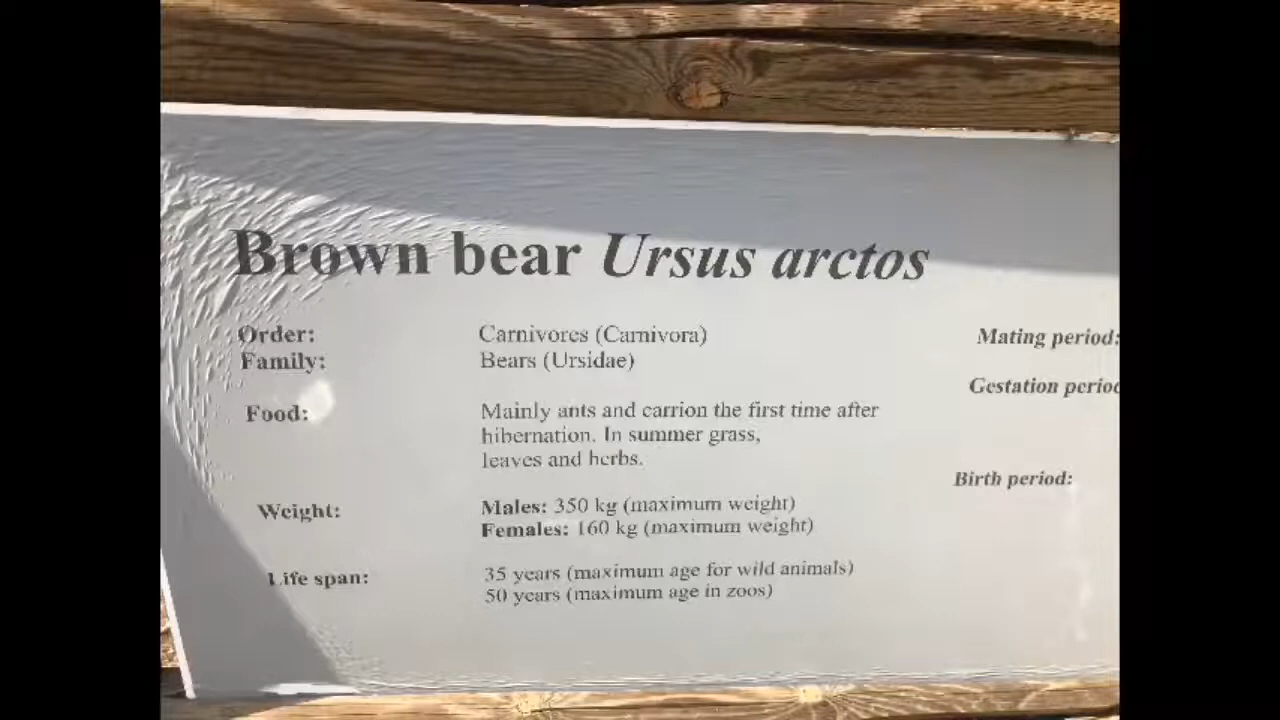 Brown bear Ursus arctos
Order: Carnivores (Carnivora)
Family: Bears (Ursidae)
Food: Mainly ants and carrion the first time after
hibernation. In summer grass,
leaves and herbs.
Weight: Males: 350 kg (maximum weight)
Females: 160 kg (maximum weight)
Life span: 35 years (maximum age for wild animals)
50 years (maximum age in zoos)
Mating period:
Gestation period
Birth period: